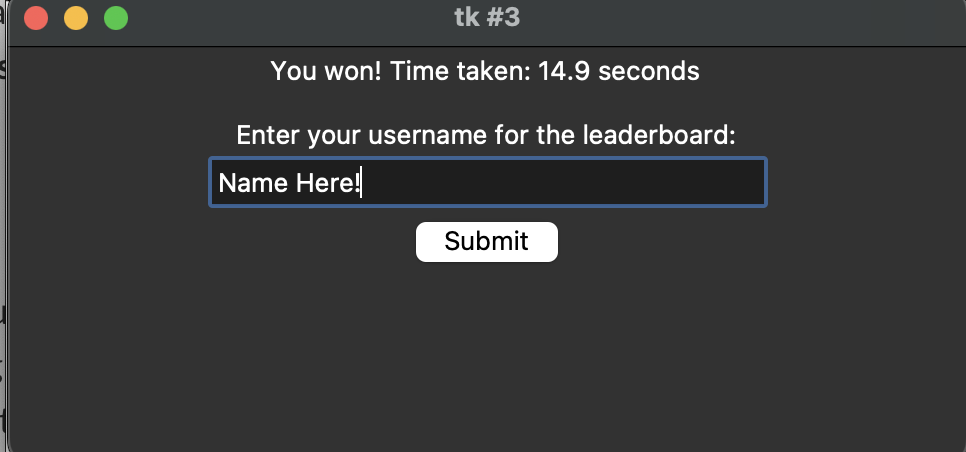 tk #3
You won! Time taken: 14.9 seconds
Enter your username for the leaderboard:
Name Here!
Submit